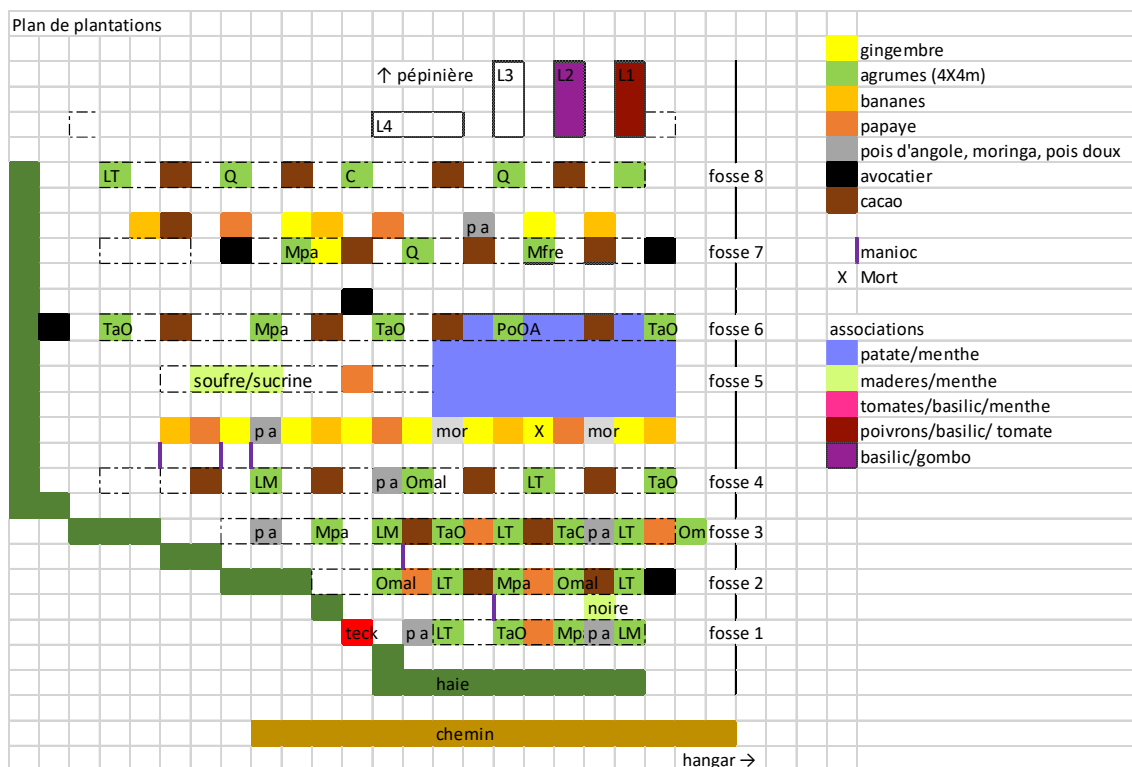 Plan de plantations
gingembre
↑ pépinière L3 L2 L1 agrumes (4X4m)
bananes
L4 papaye
pois d'angole, moringa, pois doux
avocatier
LT Q C Q fosse 8 cacao
p a
Mpa Q Mfre fosse 7 manioc
X Mort
TaO Mpa TaO PoOA TaO fosse 6 associations
patate/menthe
soufre/sucrine fosse 5 maderes/menthe
tomates/basilic/menthe
p a mor X mor poivrons/basilic/ tomate
basilic/gombo
LM p a Omal LT TaO fosse 4
p a Mpa LM TaO LT TaO p a LT Om fosse 3
Omal LT Mpa Omal LT fosse 2
noire
teck p a LT TaO Mpa p a LM fosse 1
haie
chemin
hangar →